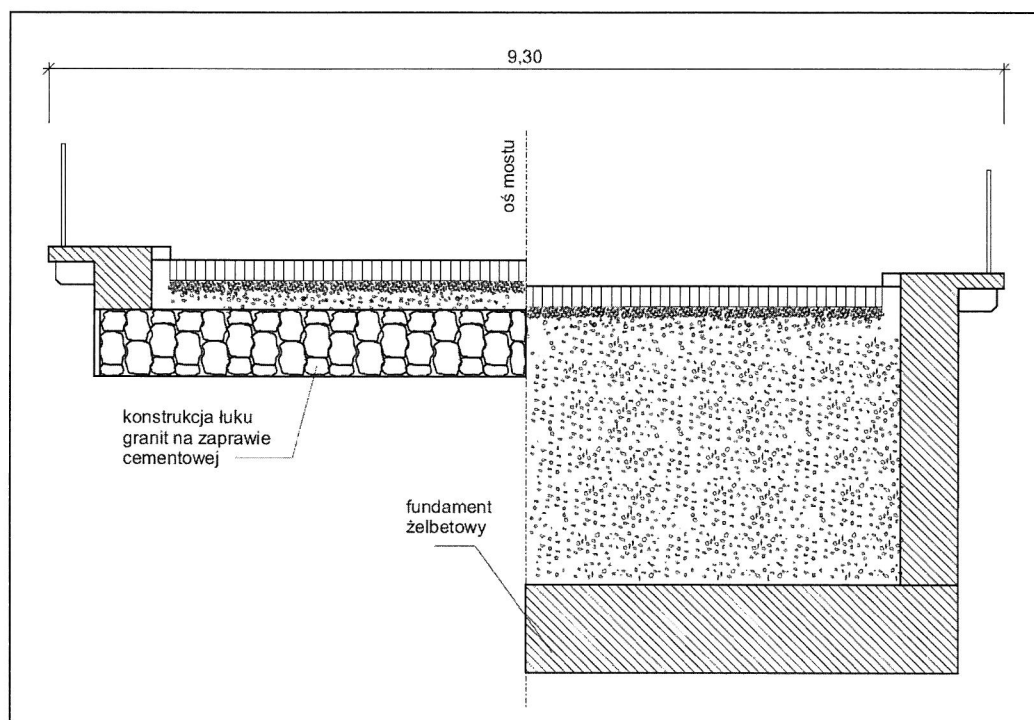 9,30
oś mostu
konstrukcja łuku
granit na zaprawie
cementowej
fundament
żelbetowy